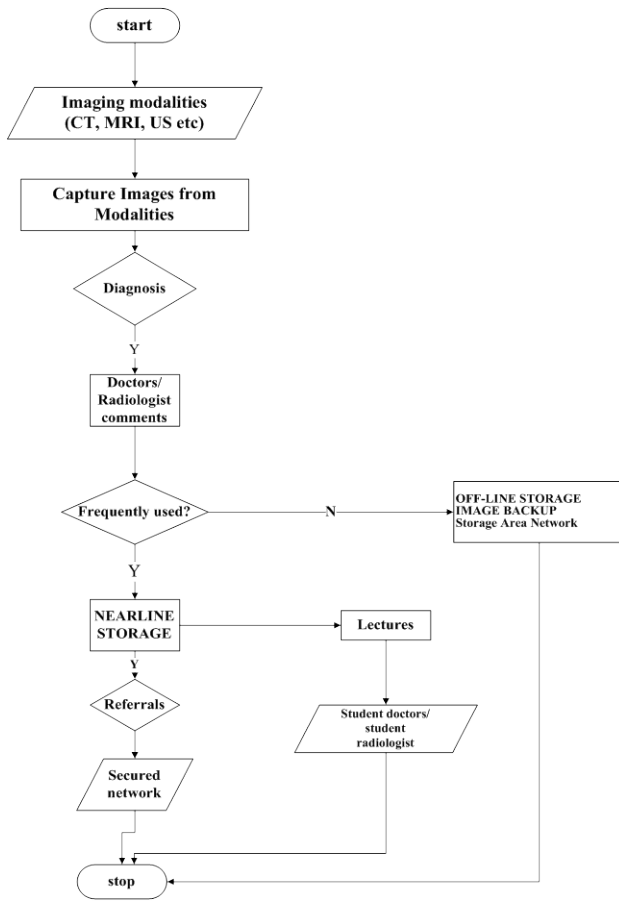 start
Imaging modalities
(CT, MRI, US etc)
Capture Images from
Modalities
Diagnosis
Y
Doctors/
Radiologist
comments
Frequently used?
N
OFF-LINE STORAGE
IMAGE BACKUP
Storage Area Network
Y
NEARLINE
STORAGE
Lectures
Y
Referrals
Student doctors/
student
radiologist
Secured
network
stop